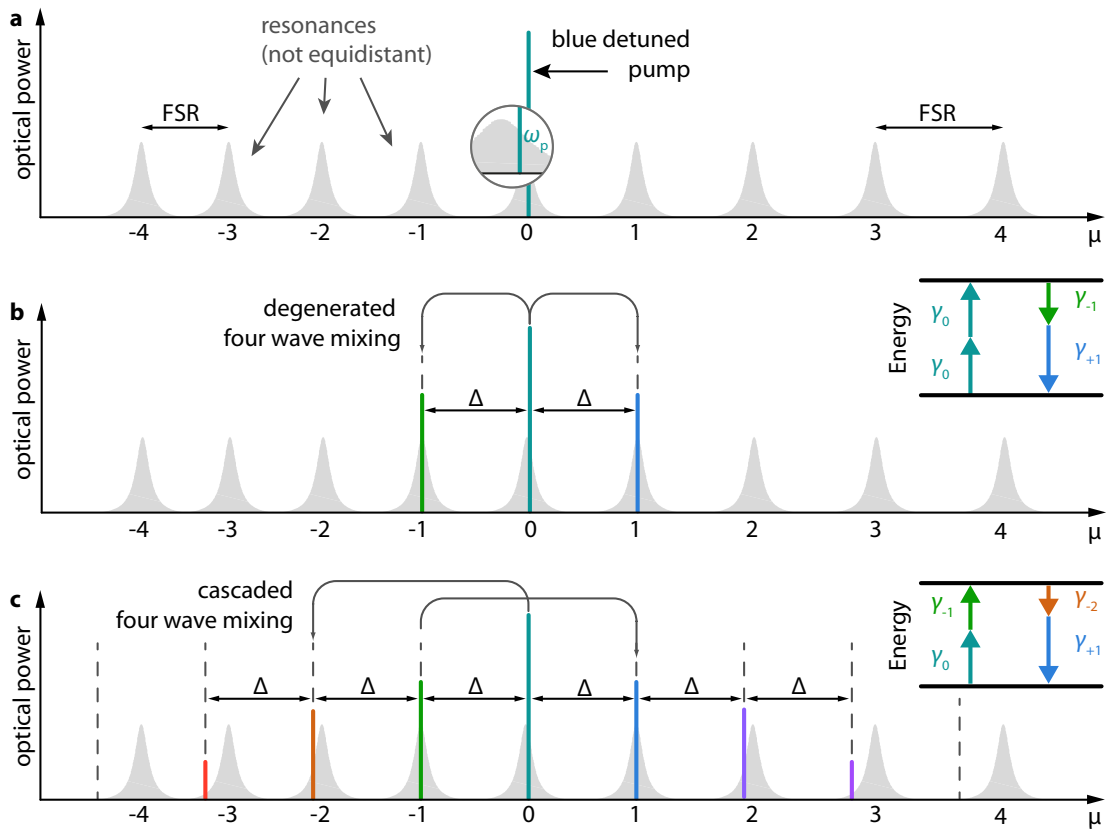 a
optical power
resonances
(not equidistant)
blue detuned
pump
FSR
FSR
ωp
-4 -3 -2 -1 0 1 2 3 4 μ
b
optical power
degenerated
four wave mixing
Δ Δ
Energy
γ0
γ0
γ-1
γ+1
-4 -3 -2 -1 0 1 2 3 4 μ
c
optical power
cascaded
four wave mixing
Δ Δ Δ Δ Δ Δ
Energy
γ-1
γ0
γ-2
γ+1
-4 -3 -2 -1 0 1 2 3 4 μ